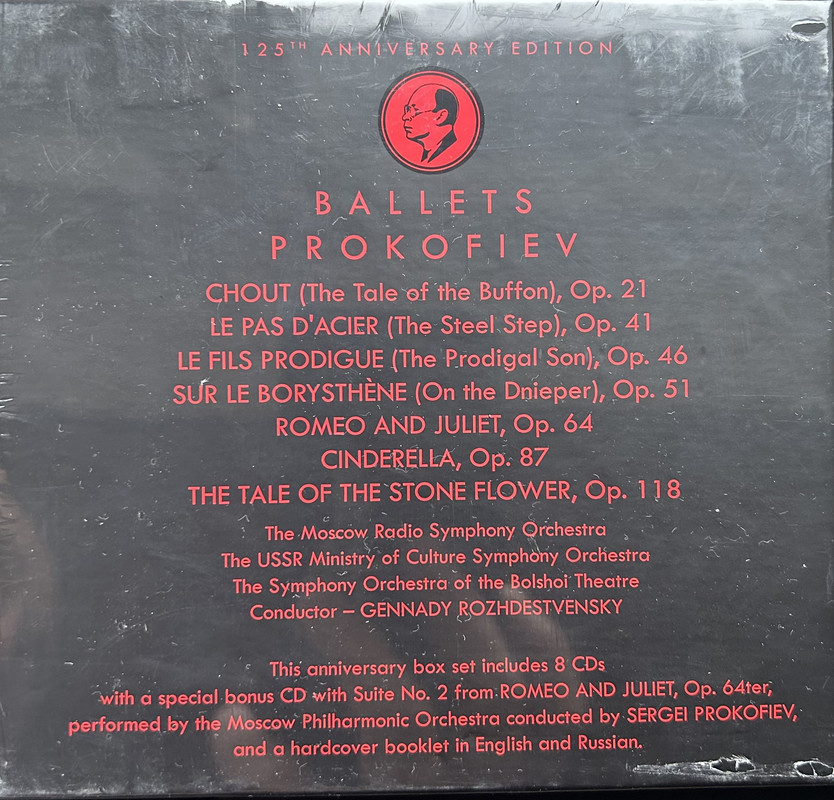 125TH ANNIVERSARY EDITION
BALLETS
PROKOFIEV
CHOUT (The Tale of the Buffon), Op. 21
LE PAS D'ACIER (The Steel Step), Op. 41
LE FILS PRODIGUE (The Prodigal Son), Op. 46
SUR LE BORYSTHÈNE (On the Dnieper), Op. 51
ROMEO AND JULIET, Op. 64
CINDERELLA, Op. 87
THE TALE OF THE STONE FLOWER, Op. 118
The Moscow Radio Symphony Orchestra
The USSR Ministry of Culture Symphony Orchestra
The Symphony Orchestra of the Bolshoi Theatre
Conductor – GENNADY ROZHDESTVENSKY
This anniversary box set includes 8 CDs
with a special bonus CD with Suite No. 2 from ROMEO AND JULIET, Op. 64ter,
performed by the Moscow Philharmonic Orchestra conducted by SERGEI PROKOFIEV,
and a hardcover booklet in English and Russian.